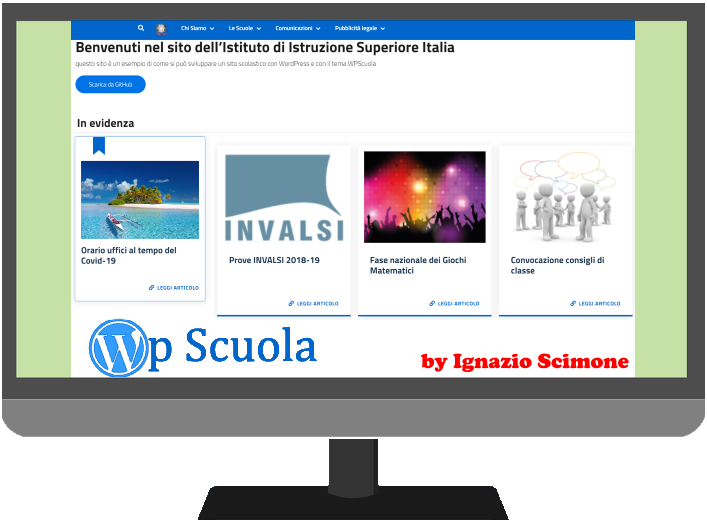 Chi Siamo Le Scuole Comunicazioni Pubblicità legale
Benvenuti nel sito dell'Istituto di Istruzione Superiore Italia
questo sito è un esempio di come si può sviluppare un sito scolastico con WordPress e con il tema WPScuola
Scarica da GitHub
In evidenza
Orario uffici al tempo del
Covid-19
LEGGI ARTICOLO
INVALSI
Prove INVALSI 2018-19
LEGGI ARTICOLO
Fase nazionale dei Giochi
Matematici
LEGGI ARTICOLO
Convocazione consigli di
classe
LEGGI ARTICOLO
Wp Scuola
by Ignazio Scimone